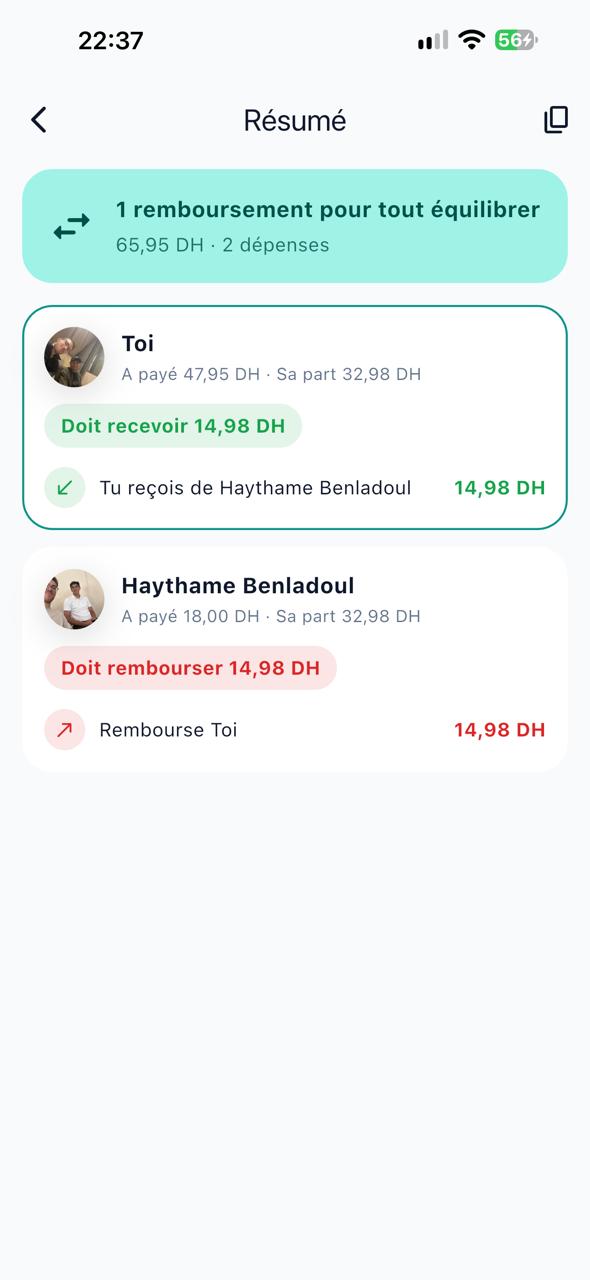 22:37
56
Résumé
1 remboursement pour tout équilibrer
65,95 DH · 2 dépenses
Toi
A payé 47,95 DH · Sa part 32,98 DH
Doit recevoir 14,98 DH
Tu reçois de Haythame Benladoul 14,98 DH
Haythame Benladoul
A payé 18,00 DH · Sa part 32,98 DH
Doit rembourser 14,98 DH
Rembourse Toi 14,98 DH